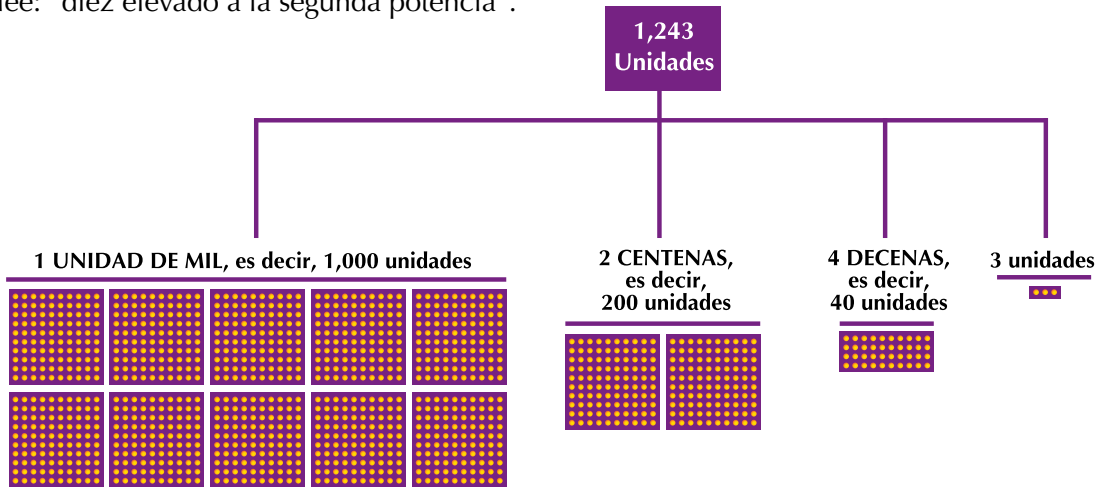 lee: "diez elevado a la segunda potencia".
1,243
Unidades
1 UNIDAD DE MIL, es decir, 1,000 unidades
2 CENTENAS,
es decir,
200 unidades
4 DECENAS,
es decir,
40 unidades
3 unidades